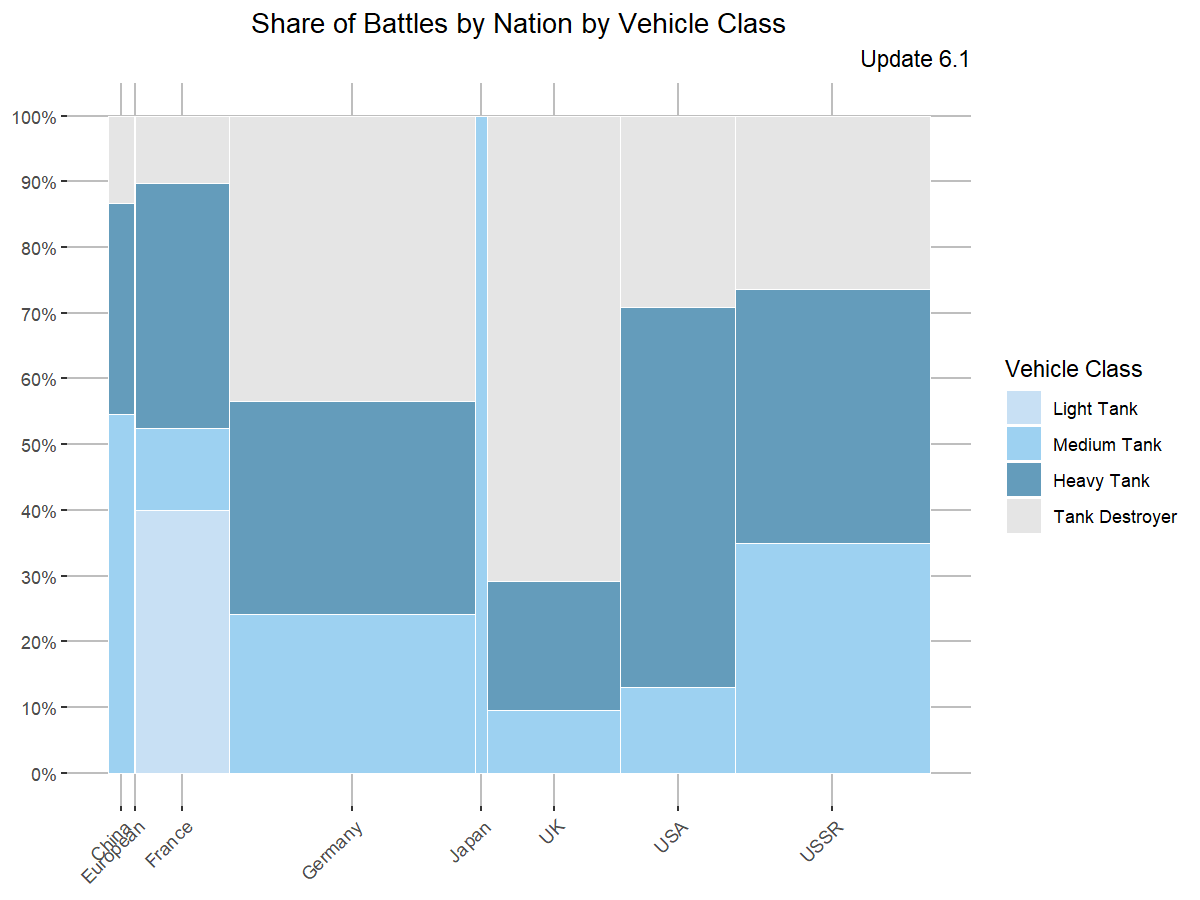 Share of Battles by Nation by Vehicle Class
Update 6.1
100%
90%
80%
70%
60%
50%
40%
30%
20%
10%
0%
China
European
France
Germany
Japan
UK
USA
USSR
Vehicle Class
Light Tank
Medium Tank
Heavy Tank
Tank Destroyer